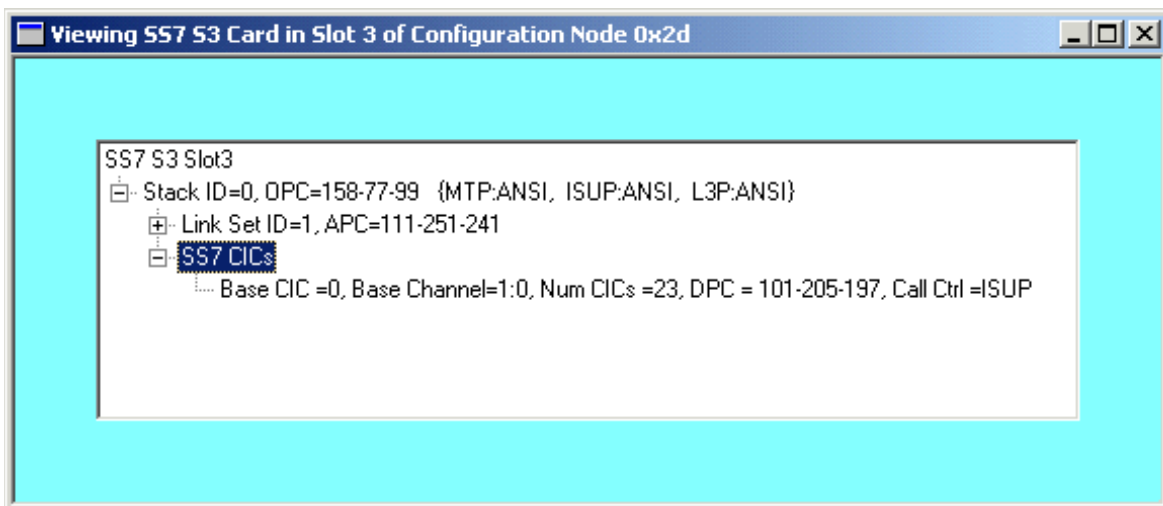 Viewing SS7 S3 Card in Slot 3 of Configuration Node 0x2d
SS7 S3 Slot3
Stack ID=0, OPC=158-77-99 {MTP:ANSI, ISUP:ANSI, L3P:ANSI}
Link Set ID=1, APC=111-251-241
SS7 CICs
Base CIC =0, Base Channel=1:0, Num CICs =23, DPC = 101-205-197, Call Ctrl =ISUP